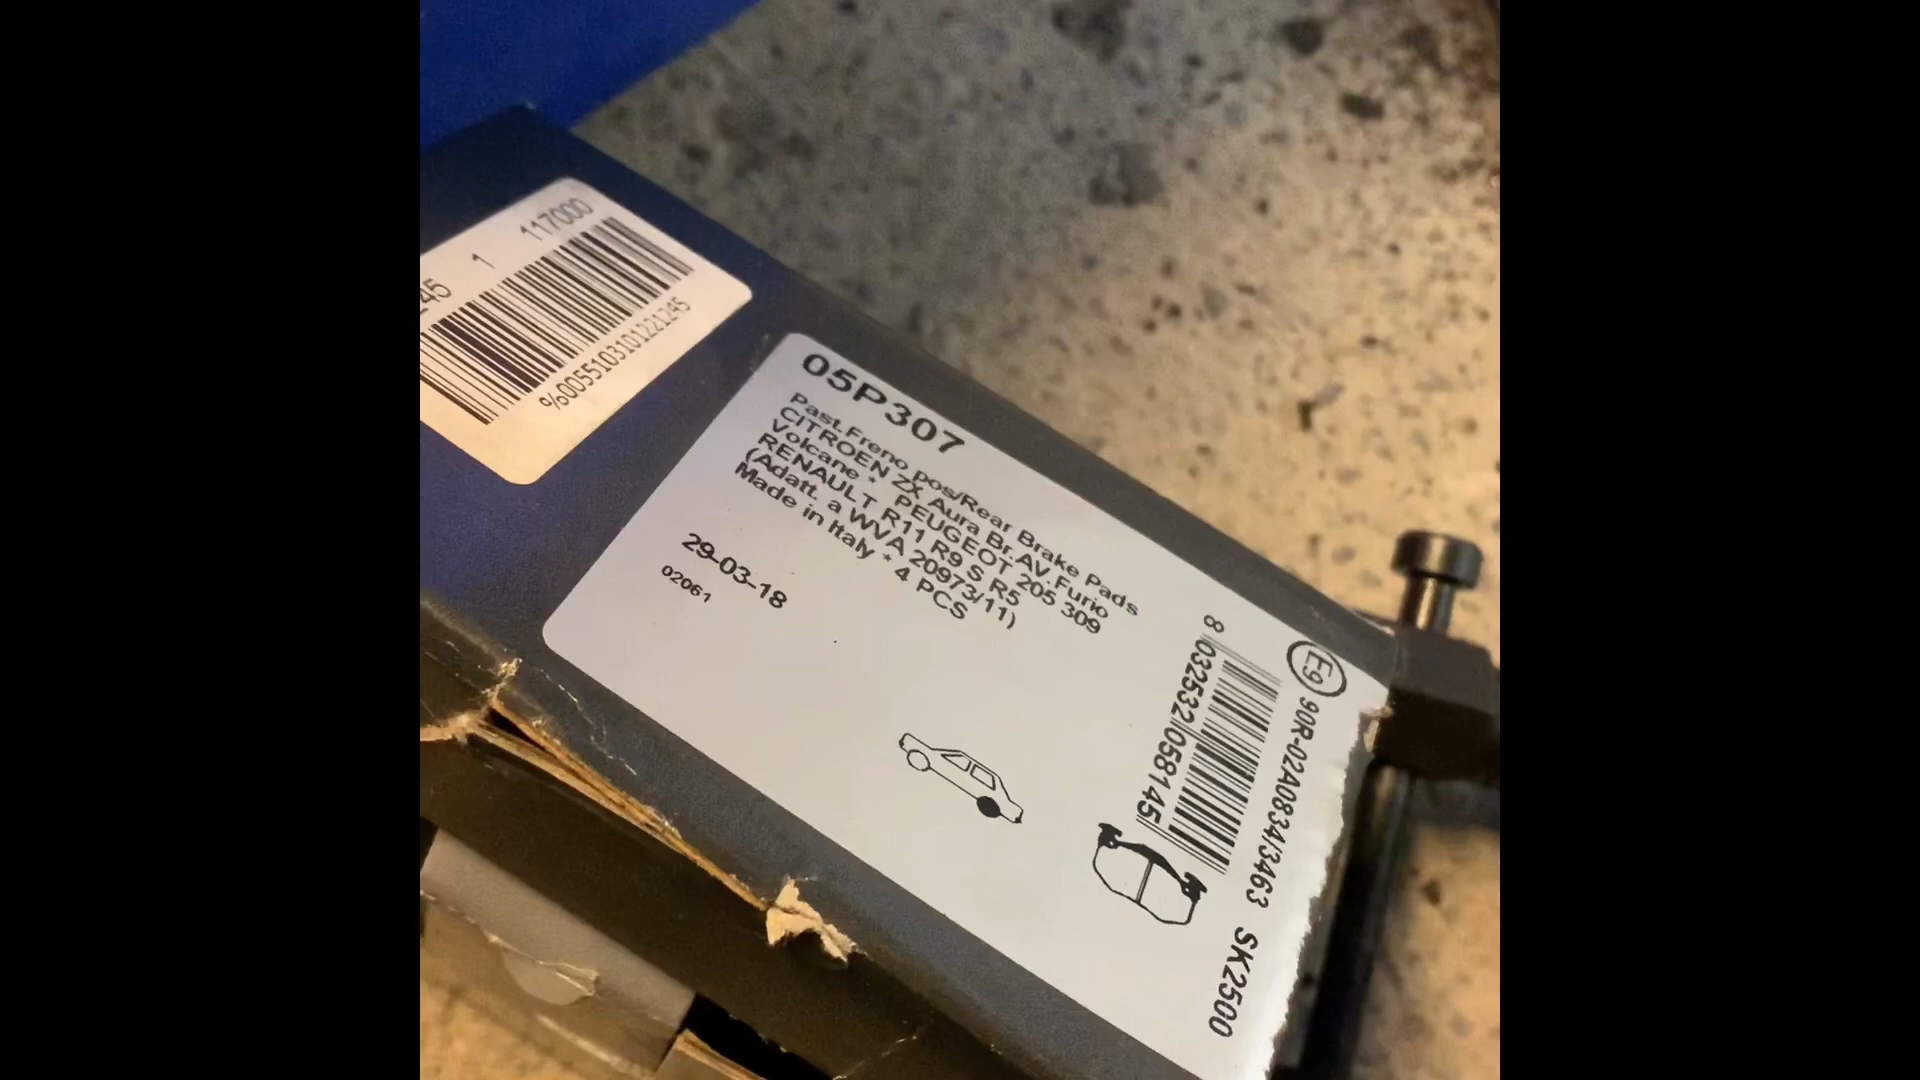 45 1 117000
%0055103101221245
05P307
Past.Freno pos/Rear Brake Pads
CITROEN ZX Aura Br. AV.Furio
Volcane * PEUGEOT 205 309
RENAULT R11 R9 S R5
(Adatt. a WVA 20973/11)
Made in Italy * 4 PCS
29-03-18
02061
8 032532 058145
E9 90R-02A0834/3463 SK2500